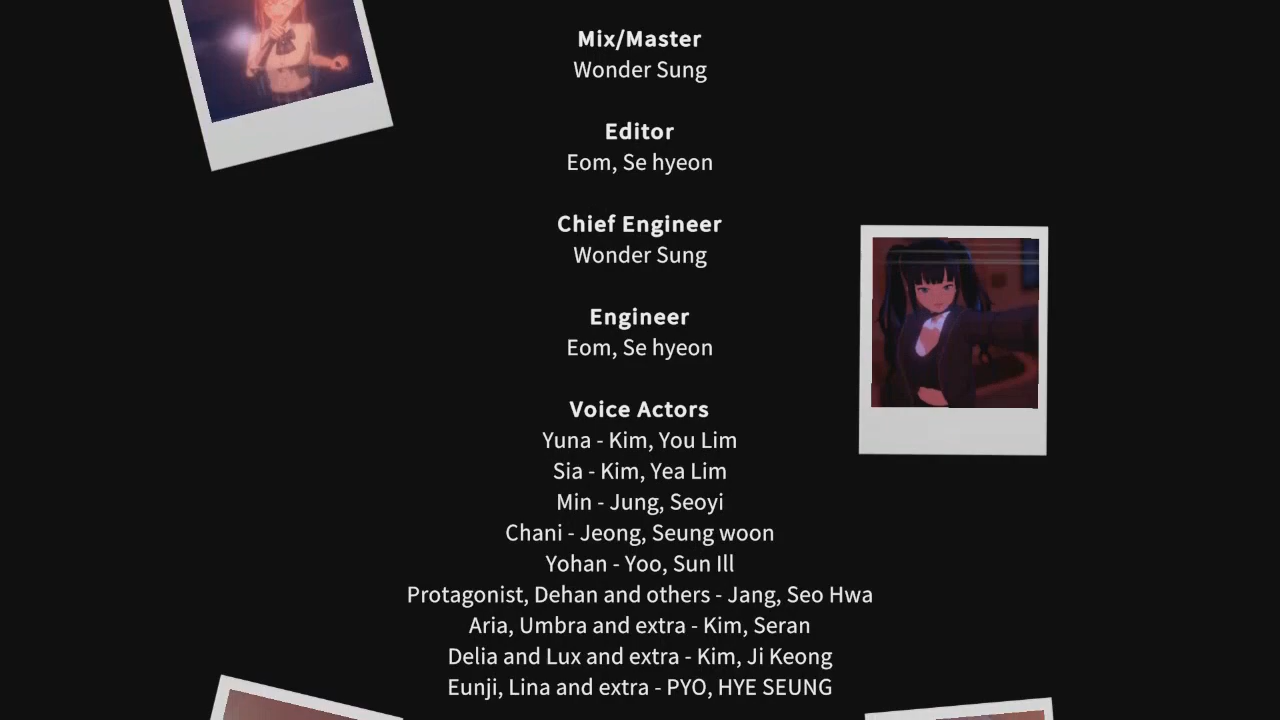 Mix/Master
Wonder Sung
Editor
Eom, Se hyeon
Chief Engineer
Wonder Sung
Engineer
Eom, Se hyeon
Voice Actors
Yuna - Kim, You Lim
Sia - Kim, Yea Lim
Min - Jung, Seoyi
Chani - Jeong, Seung woon
Yohan - Yoo, Sun Ill
Protagonist, Dehan and others - Jang, Seo Hwa
Aria, Umbra and extra - Kim, Seran
Delia and Lux and extra - Kim, Ji Keong
Eunji, Lina and extra - PYO, HYE SEUNG